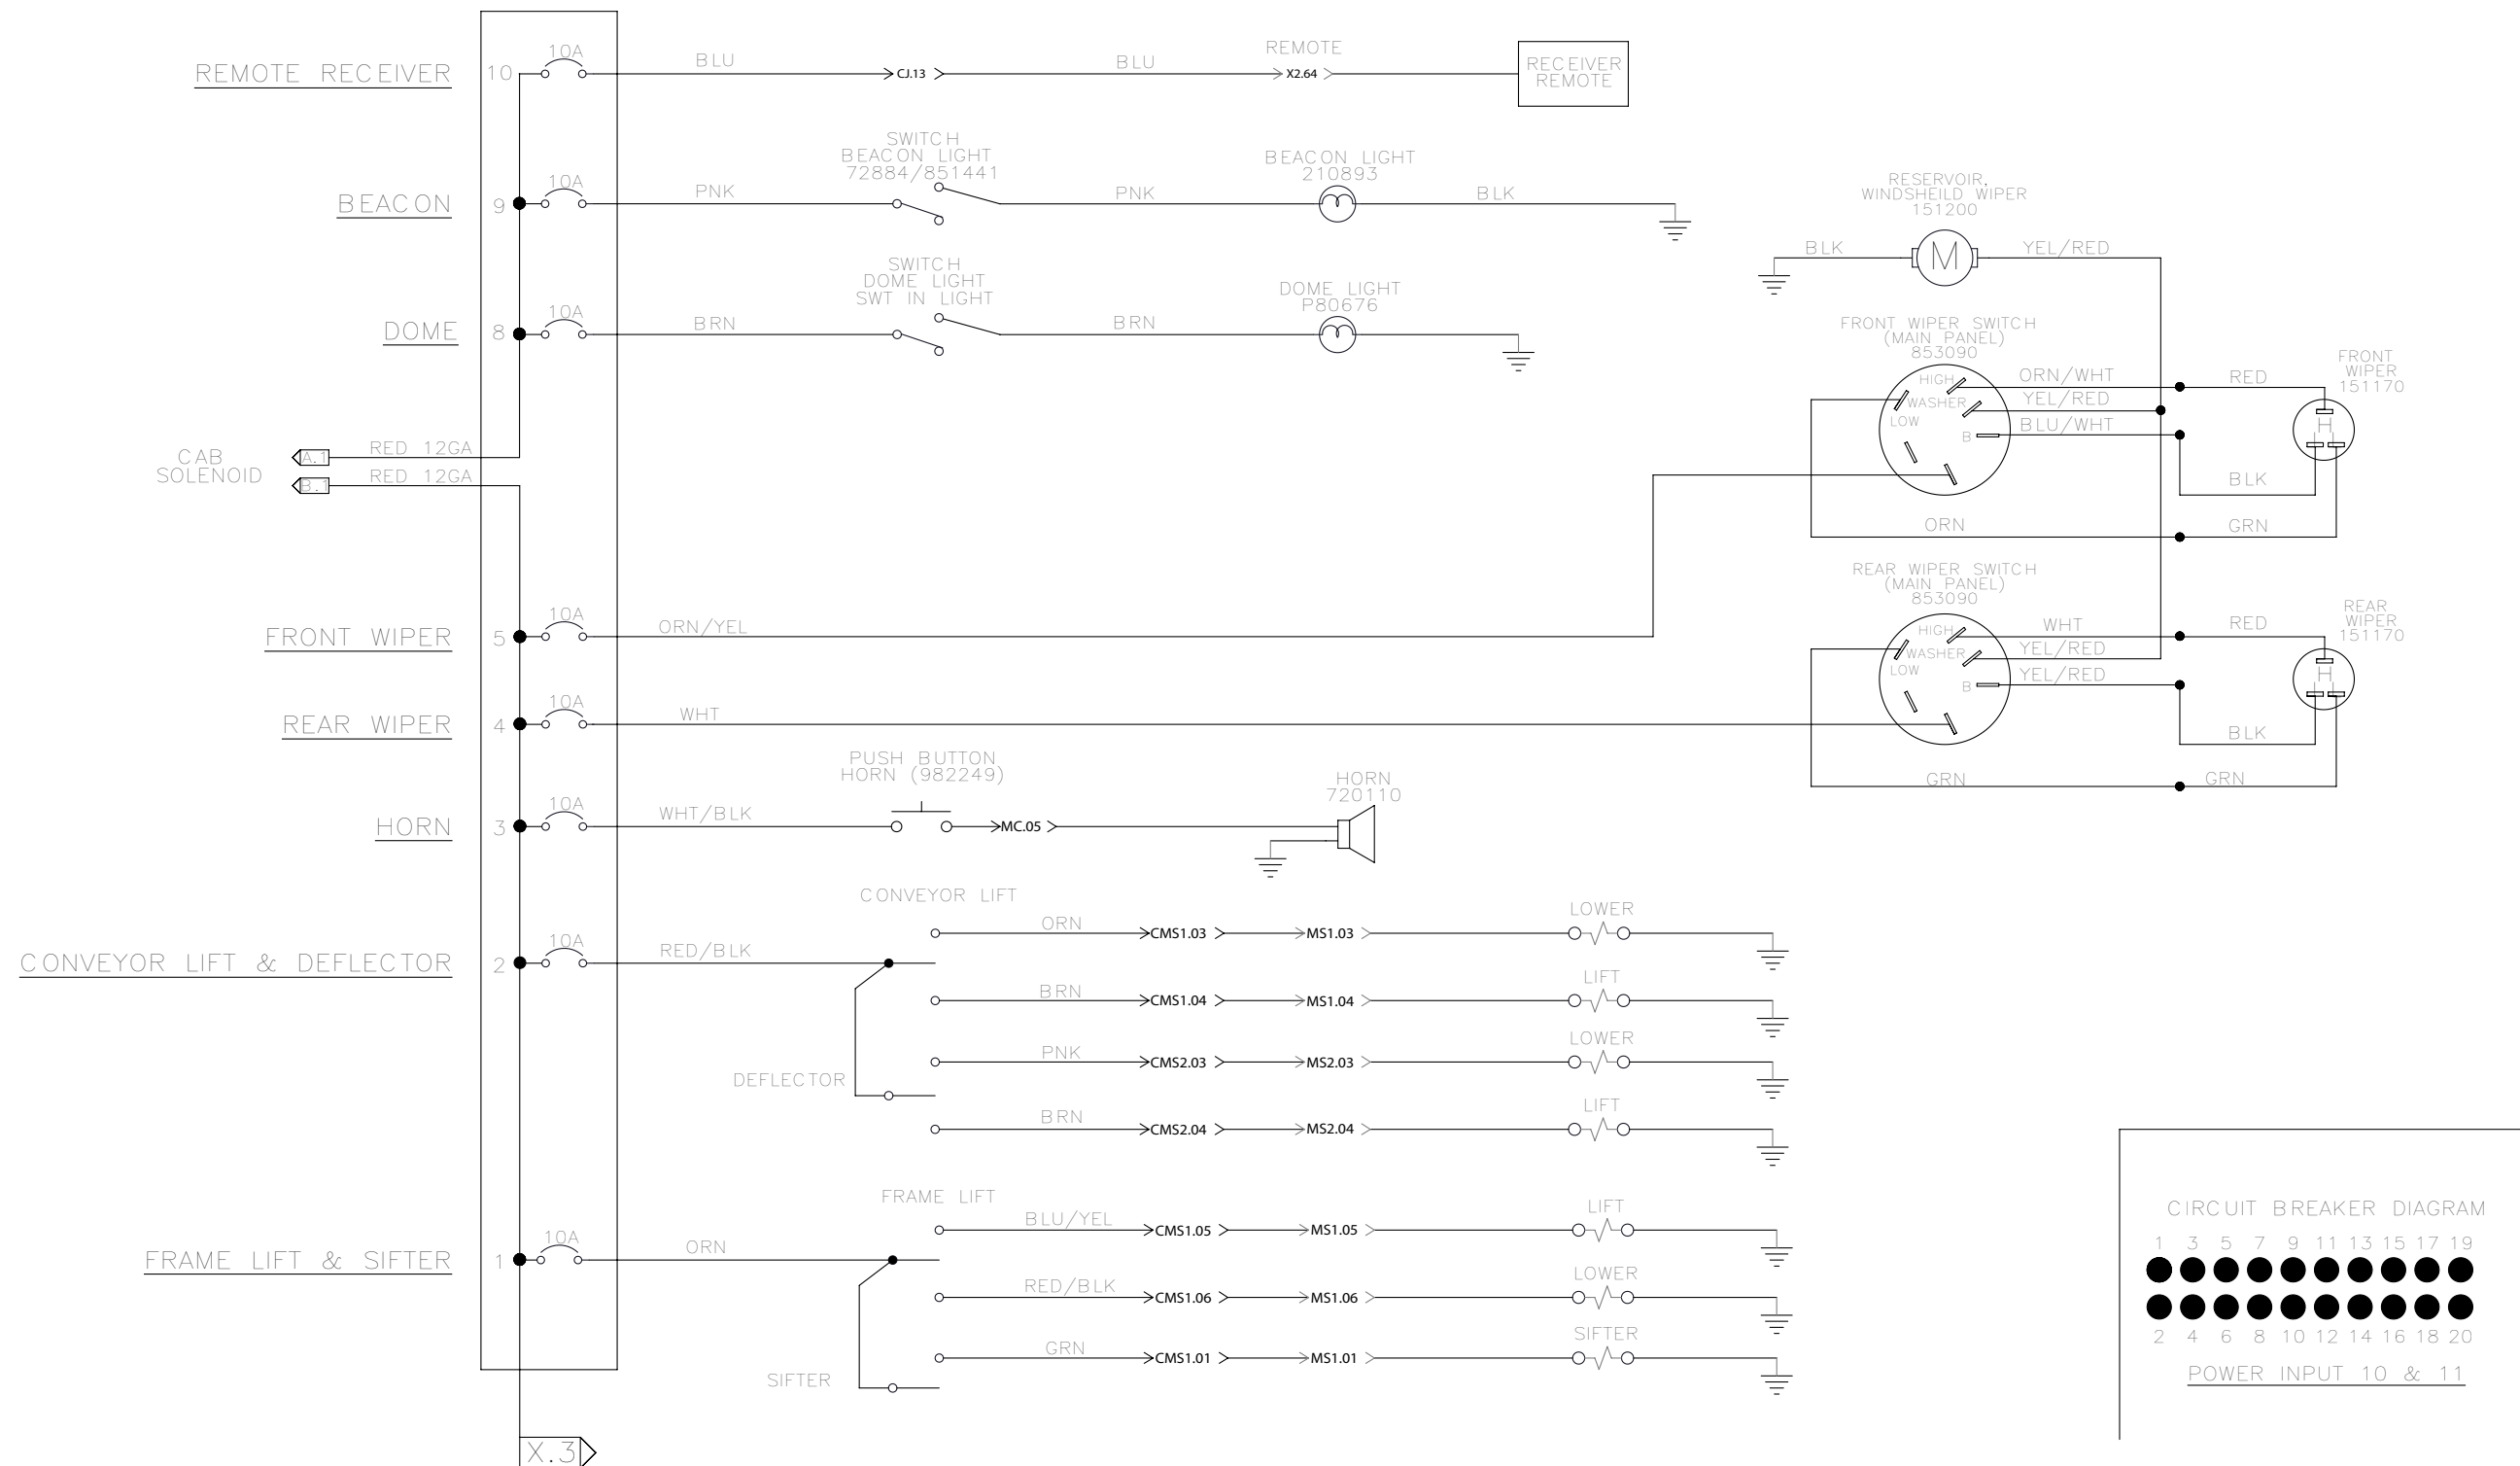 REMOTE RECEIVER
10
10A
BLU
CJ.13
BLU
REMOTE
X2.64
RECEIVER
REMOTE
BEACON
9
10A
PNK
SWITCH
BEACON LIGHT
72884/851441
PNK
BEACON LIGHT
210893
BLK
DOME
8
10A
BRN
SWITCH
DOME LIGHT
SWT IN LIGHT
BRN
DOME LIGHT
P80676
RESERVOIR,
WINDSHEILD WIPER
151200
BLK
M
YEL/RED
FRONT WIPER SWITCH
(MAIN PANEL)
853090
HIGH
WASHER
LOW
B
ORN/WHT
YEL/RED
BLU/WHT
RED
FRONT
WIPER
151170
H
BLK
ORN
GRN
CAB
SOLENOID
A.1
RED 12GA
B.1
RED 12GA
FRONT WIPER
5
10A
ORN/YEL
REAR WIPER SWITCH
(MAIN PANEL)
853090
HIGH
WASHER
LOW
B
WHT
YEL/RED
YEL/RED
RED
REAR
WIPER
151170
H
BLK
GRN
GRN
REAR WIPER
4
10A
WHT
HORN
3
10A
WHT/BLK
PUSH BUTTON
HORN (982249)
MC.05
HORN
720110
CONVEYOR LIFT & DEFLECTOR
2
10A
RED/BLK
CONVEYOR LIFT
ORN
CMS1.03
MS1.03
LOWER
BRN
CMS1.04
MS1.04
LIFT
PNK
CMS2.03
MS2.03
LOWER
DEFLECTOR
BRN
CMS2.04
MS2.04
LIFT
FRAME LIFT & SIFTER
1
10A
ORN
FRAME LIFT
BLU/YEL
CMS1.05
MS1.05
LIFT
RED/BLK
CMS1.06
MS1.06
LOWER
GRN
CMS1.01
MS1.01
SIFTER
SIFTER
X.3
CIRCUIT BREAKER DIAGRAM
1 3 5 7 9 11 13 15 17 19
2 4 6 8 10 12 14 16 18 20
POWER INPUT 10 & 11